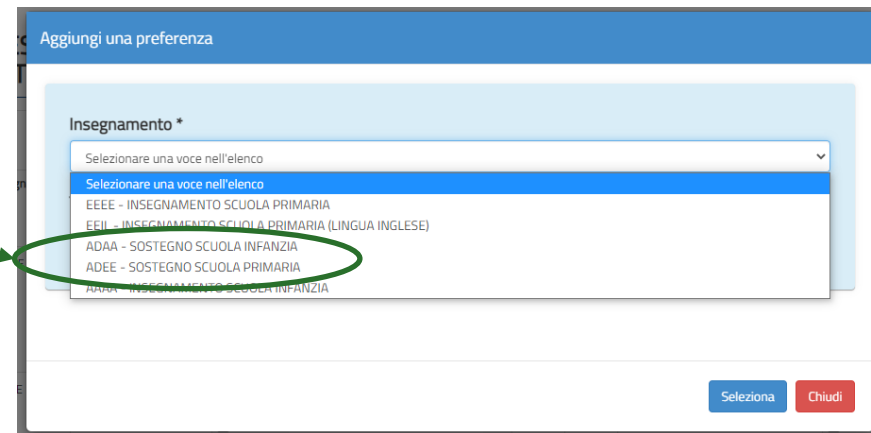 Aggiungi una preferenza
Insegnamento *
Selezionare una voce nell'elenco
Selezionare una voce nell'elenco
EEEE - INSEGNAMENTO SCUOLA PRIMARIA
EEIL - INSEGNAMENTO SCUOLA PRIMARIA (LINGUA INGLESE)
ADAA - SOSTEGNO SCUOLA INFANZIA
ADEE - SOSTEGNO SCUOLA PRIMARIA
AAAA - INSEGNAMENTO SCUOLA INFANZIA
Seleziona Chiudi